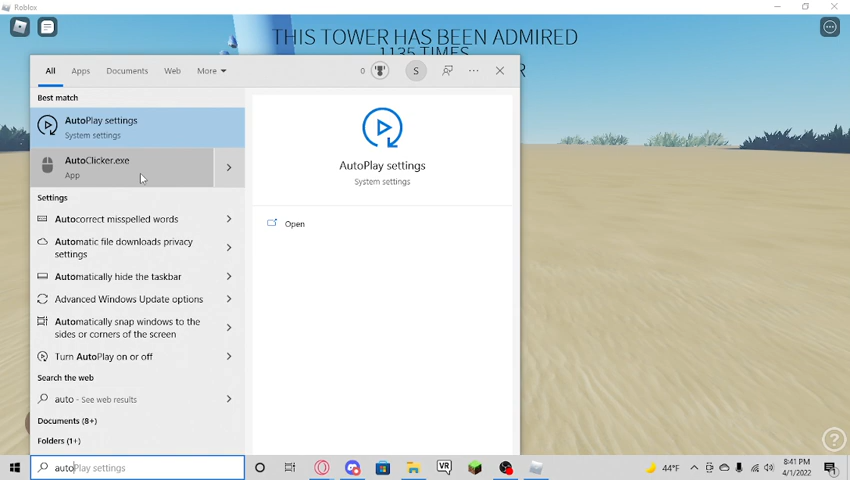 Roblox
THIS TOWER HAS BEEN ADMIRED
1135 TIMES
R
All Apps Documents Web More 0 S
Best match
AutoPlay settings
System settings
AutoClicker.exe
App
Settings
Autocorrect misspelled words
Automatic file downloads privacy
settings
Automatically hide the taskbar
Advanced Windows Update options
Automatically snap windows to the
sides or corners of the screen
Turn AutoPlay on or off
Search the web
auto - See web results
Documents (8+)
Folders (1+)
AutoPlay settings
System settings
Open
?
autoPlay settings
VR
44°F
8:41 PM
4/1/2022